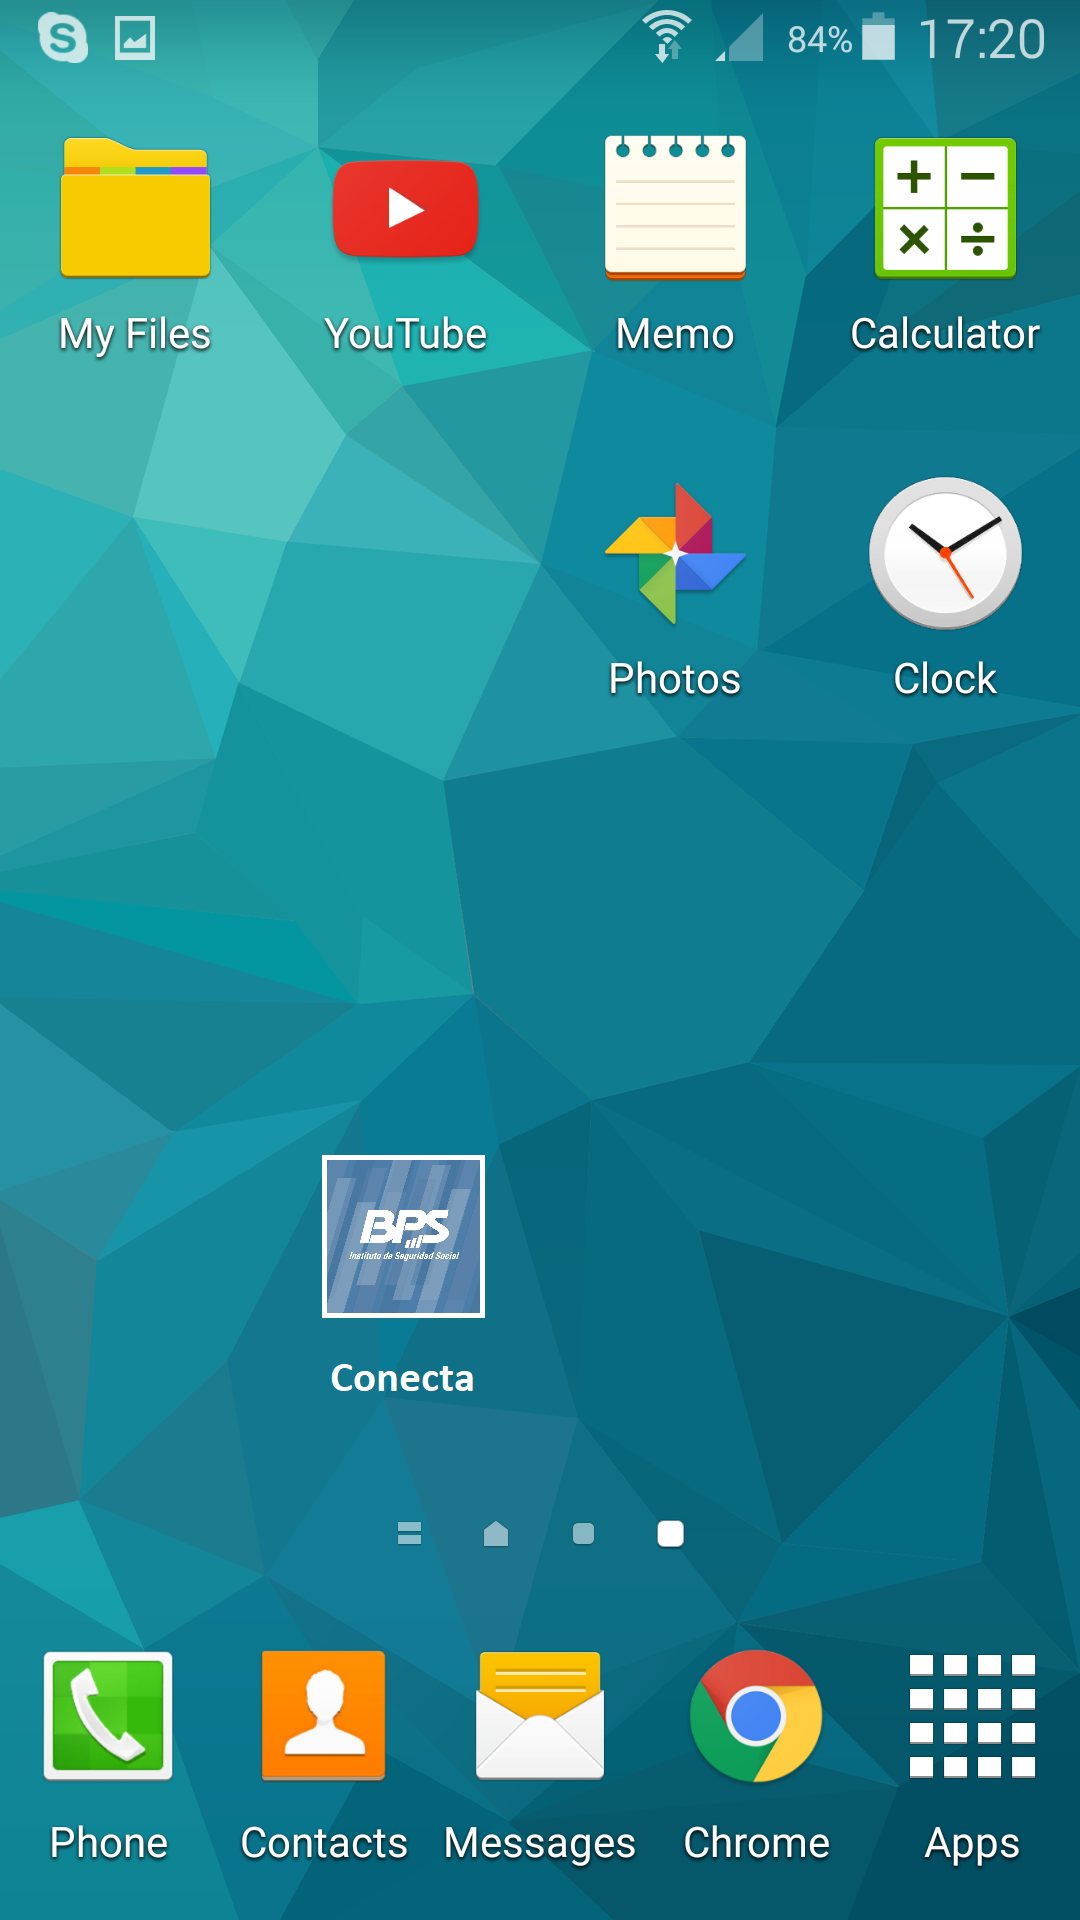 84% 17:20
My Files YouTube Memo Calculator
Photos Clock
BPS
Instituto de Seguridad Social
Conecta
Phone Contacts Messages Chrome Apps